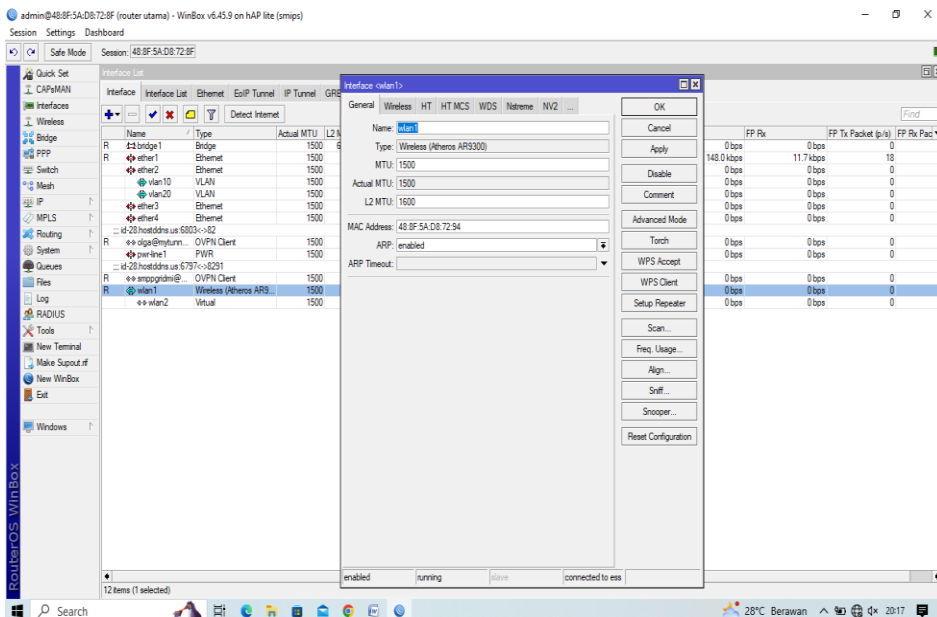 admin@48:8F:5A:D8:72:8F (router utama) - WinBox v6.45.9 on hAP lite (smips)
Session Settings Dashboard
Safe Mode Session: 48:8F:5A:D8:72:8F
Quick Set
CAPsMAN
Interfaces
Wireless
Bridge
PPP
Switch
Mesh
IP
MPLS
Routing
System
Queues
Files
Log
RADIUS
Tools
New Terminal
Make Supout.rif
New WinBox
Exit
Windows
RouterOS WinBox
Interface List
Interface Interface List Ethernet EoIP Tunnel IP Tunnel GRE
Detect Internet Find
Name Type Actual MTU L2 M FP Rx FP Tx Packet (p/s) FP Rx Pac
R bridge1 Bridge 1500 6 0 bps 0 bps 0
R ether1 Ethernet 1500 148.0 kbps 11.7 kbps 18
ether2 Ethernet 1500 0 bps 0 bps 0
vlan10 VLAN 1500 0 bps 0 bps 0
vlan20 VLAN 1500 0 bps 0 bps 0
ether3 Ethernet 1500 0 bps 0 bps 0
ether4 Ethernet 1500 0 bps 0 bps 0
::: id-28.hostddns.us:6803<->82
R olga@mytunn... OVPN Client 1500 0 bps 0 bps 0
pwr-line1 PWR 1500 0 bps 0 bps 0
::: id-28.hostddns.us:6797<->8291
R smppgridmi@... OVPN Client 1500 0 bps 0 bps 0
R wlan1 Wireless (Atheros AR9... 1500 0 bps 0 bps 0
wlan2 Virtual 1500 0 bps 0 bps 0
12 items (1 selected)
Interface <wlan1>
General Wireless HT HT MCS WDS Nstreme NV2 ...
Name: wlan1
Type: Wireless (Atheros AR9300)
MTU: 1500
Actual MTU: 1500
L2 MTU: 1600
MAC Address: 48:8F:5A:D8:72:94
ARP: enabled
ARP Timeout:
OK
Cancel
Apply
Disable
Comment
Advanced Mode
Torch
WPS Accept
WPS Client
Setup Repeater
Scan...
Freq. Usage...
Align...
Sniff...
Snooper...
Reset Configuration
enabled running slave connected to ess
Search 28°C Berawan 20:17